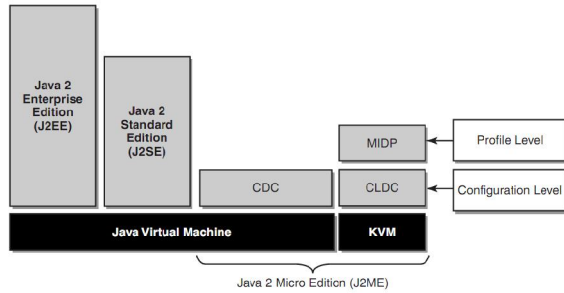 Java 2
Enterprise
Edition
(J2EE)
Java 2
Standard
Edition
(J2SE)
MIDP
Profile Level
CDC
CLDC
Configuration Level
Java Virtual Machine
KVM
Java 2 Micro Edition (J2ME)